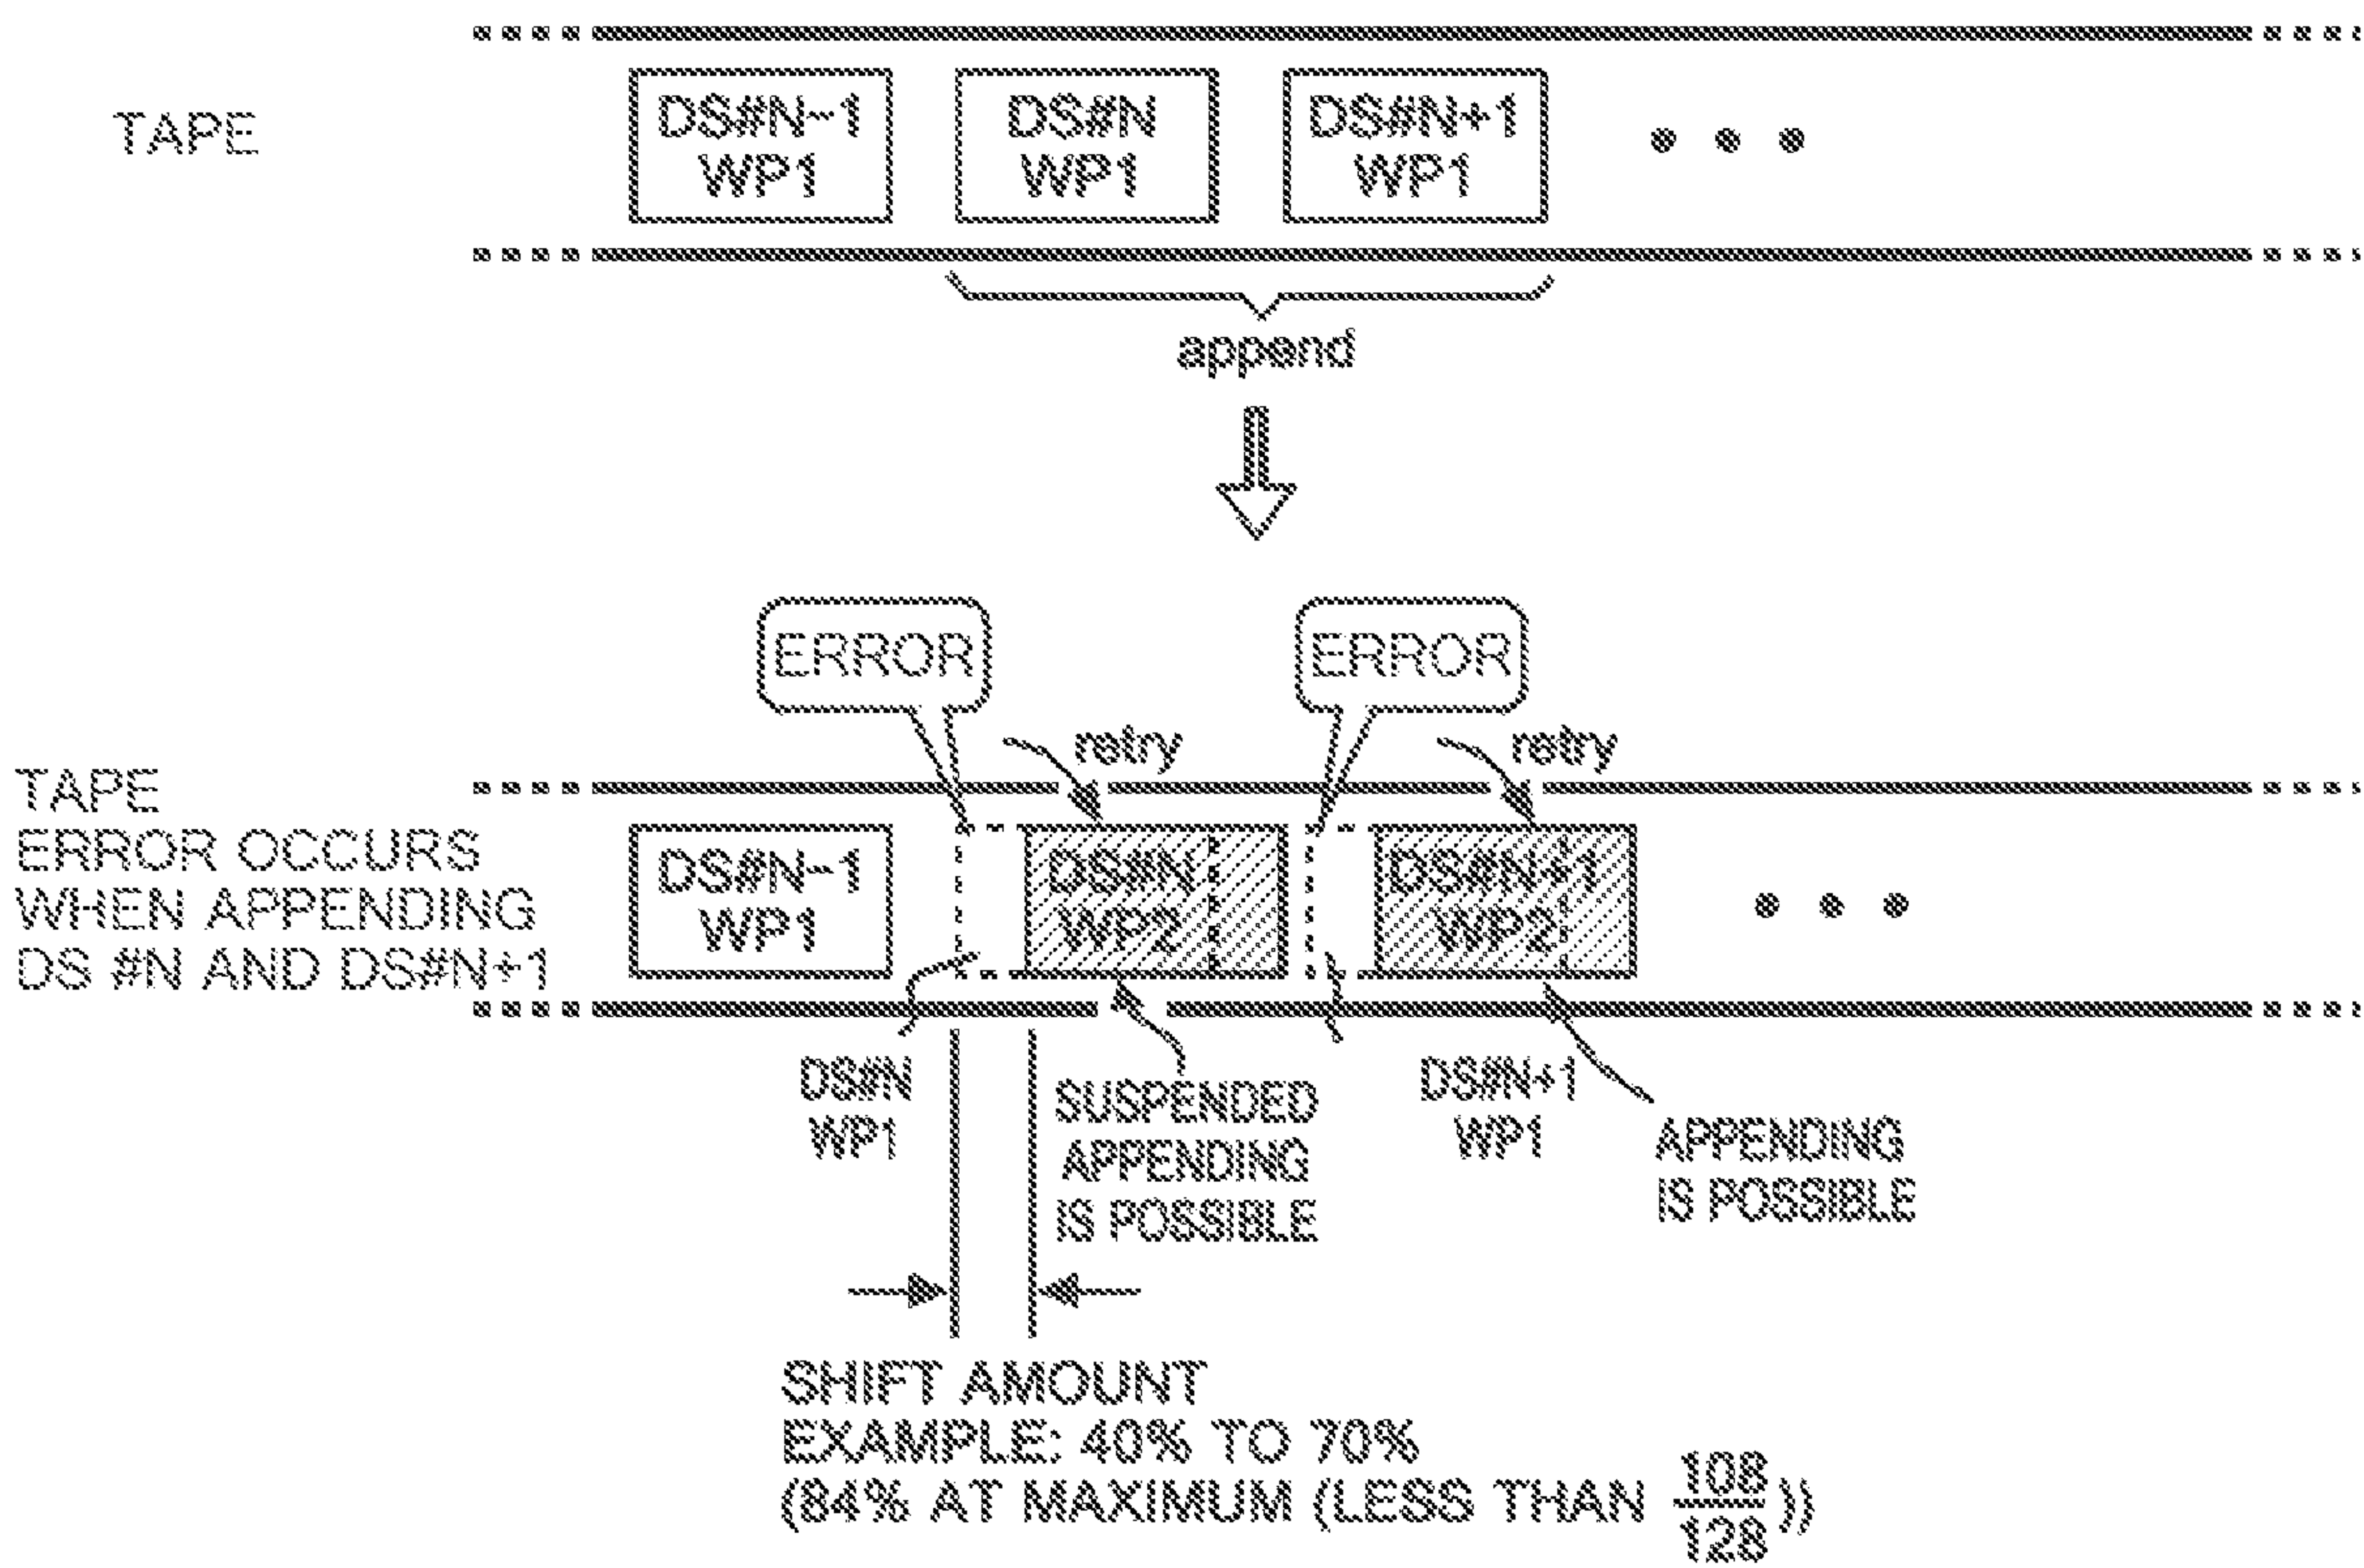 TAPE
DS#N-1
WP1
DS#N
WP1
DS#N+1
WP1
append
ERROR
ERROR
retry
retry
TAPE
ERROR OCCURS
WHEN APPENDING
DS #N AND DS#N+1
DS#N-1
WP1
DS#N
WP2
DS#N+1
WP2
DS#N
WP1
SUSPENDED
APPENDING
IS POSSIBLE
DS#N+1
WP1
APPENDING
IS POSSIBLE
SHIFT AMOUNT
EXAMPLE: 40% TO 70%
(84% AT MAXIMUM (LESS THAN 108/128))